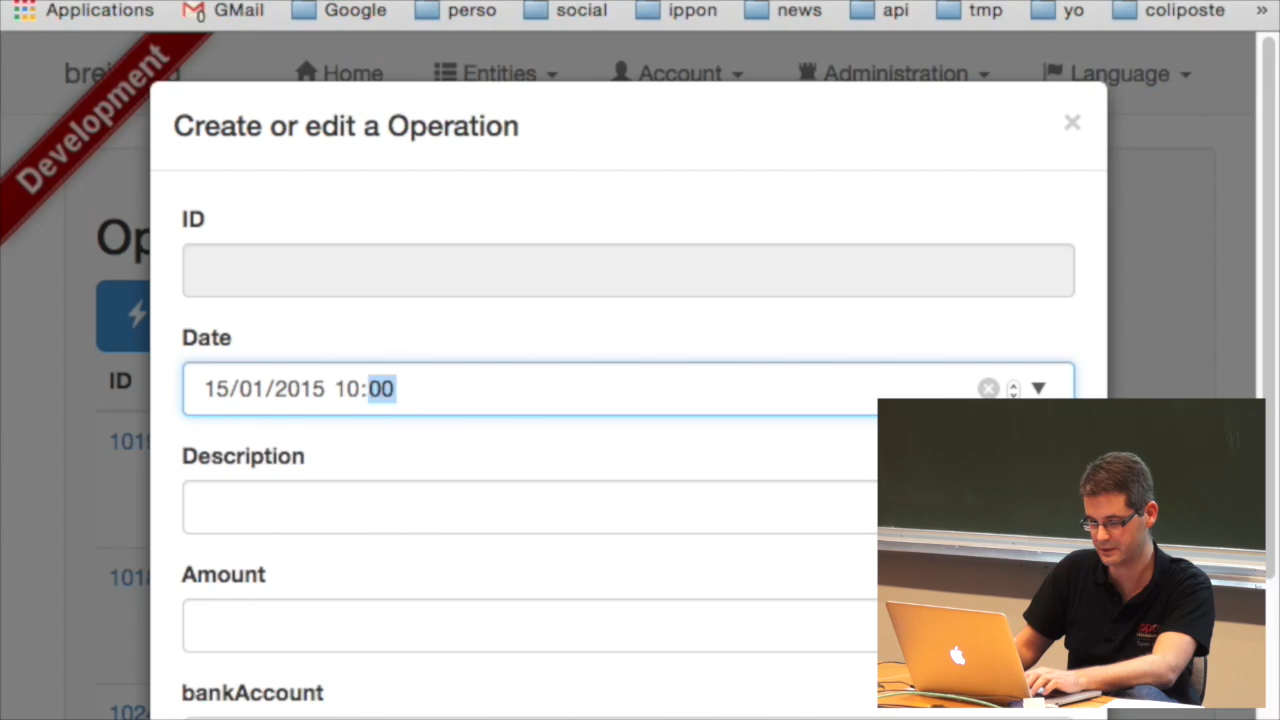 Applications GMail Google perso social ippon news api tmp yo coliposte »
Development
Home Entities Account Administration Language
Create or edit a Operation ×
ID
Op
Date
ID
15/01/2015 10:00
Description
Amount
bankAccount